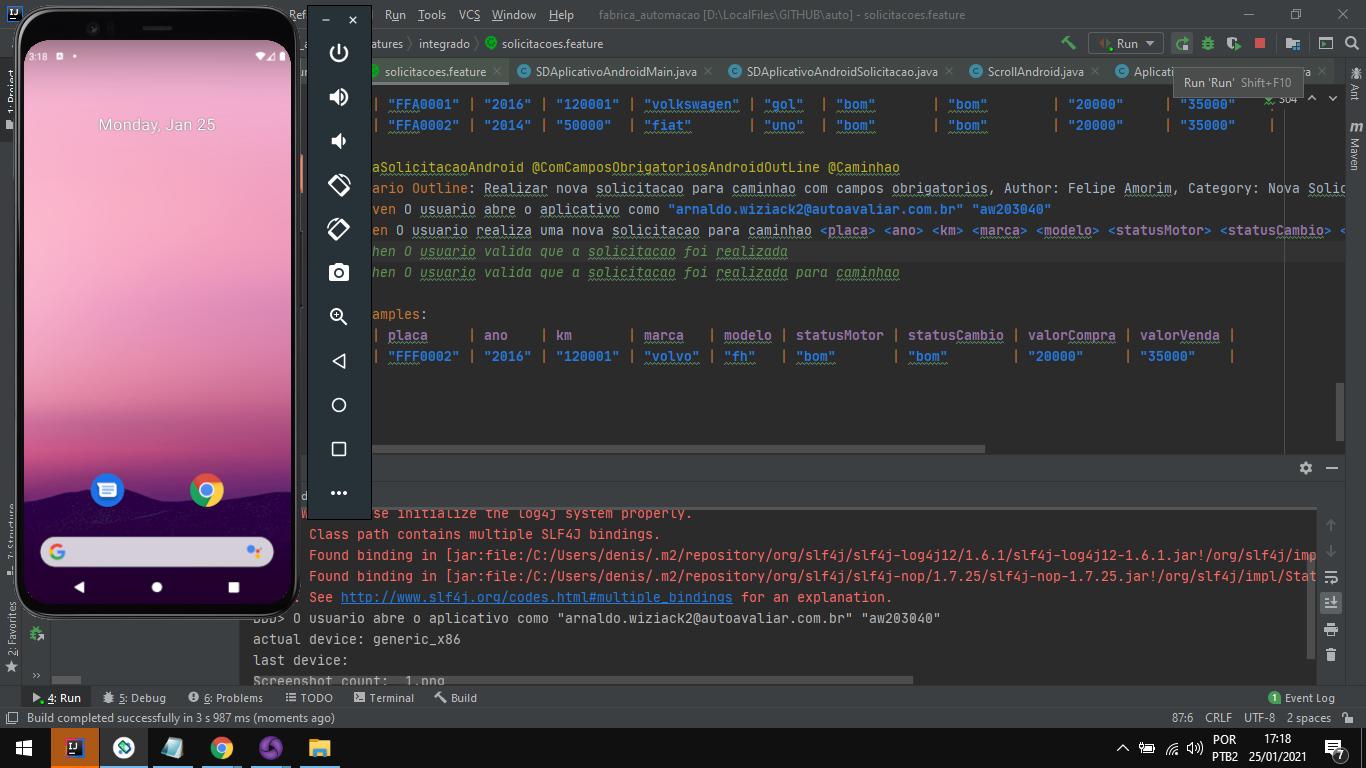 Run Tools VCS Window Help fabrica_automacao [D:\LocalFiles\GITHUB\auto] - solicitacoes.feature
integrado solicitacoes.feature Run
solicitacoes.feature SDAplicativoAndroidMain.java SDAplicativoAndroidSolicitacao.java ScrollAndroid.java
Run 'Run' Shift+F10
3:18
Monday, Jan 25
1: Project
Ant
Maven
| "FFA0001" | "2016" | "120001" | "volkswagen" | "gol" | "bom" | "bom" | "20000" | "35000"
| "FFA0002" | "2014" | "50000" | "fiat" | "uno" | "bom" | "bom" | "20000" | "35000" |
aSolicitacaoAndroid @ComCamposObrigatoriosAndroidOutLine @Caminhao
ario Outline: Realizar nova solicitacao para caminhao com campos obrigatorios, Author: Felipe Amorim, Category: Nova Solic
ven O usuario abre o aplicativo como "arnaldo.wiziack2@autoavaliar.com.br" "aw203040"
en O usuario realiza uma nova solicitacao para caminhao <placa> <ano> <km> <marca> <modelo> <statusMotor> <statusCambio> <
hen O usuario valida que a solicitacao foi realizada
hen O usuario valida que a solicitacao foi realizada para caminhao
amples:
| placa | ano | km | marca | modelo | statusMotor | statusCambio | valorCompra | valorVenda |
| "FFF0002" | "2016" | "120001" | "volvo" | "fh" | "bom" | "bom" | "20000" | "35000" |
se initialize the log4j system properly.
Class path contains multiple SLF4J bindings.
Found binding in [jar:file:/C:/Users/denis/.m2/repository/org/slf4j/slf4j-log4j12/1.6.1/slf4j-log4j12-1.6.1.jar!/org/slf4j/imp
Found binding in [jar:file:/C:/Users/denis/.m2/repository/org/slf4j/slf4j-nop/1.7.25/slf4j-nop-1.7.25.jar!/org/slf4j/impl/Stat
. See http://www.slf4j.org/codes.html#multiple_bindings for an explanation.
BDD> O usuario abre o aplicativo como "arnaldo.wiziack2@autoavaliar.com.br" "aw203040"
actual device: generic_x86
last device:
Screenshot count: 1.png
2: Favorites
4: Run 5: Debug 6: Problems TODO Terminal Build 1 Event Log
Build completed successfully in 3 s 987 ms (moments ago) 87:6 CRLF UTF-8 2 spaces
POR
PTB2
17:18
25/01/2021
7